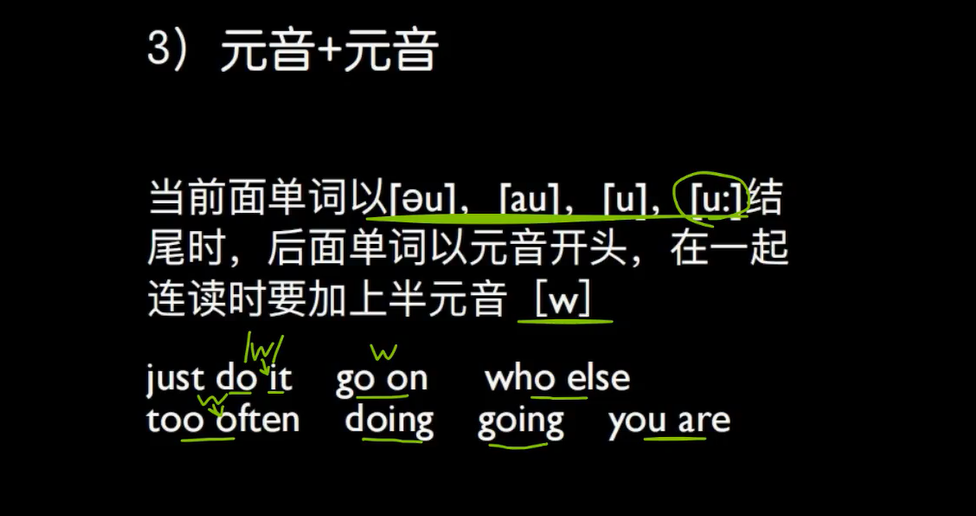 3）元音+元音
当前面单词以[əu]，[au]，[u]，[u:]结
尾时，后面单词以元音开头，在一起
连读时要加上半元音［w］
/w/ w
just do it go on who else
w
too often doing going you are